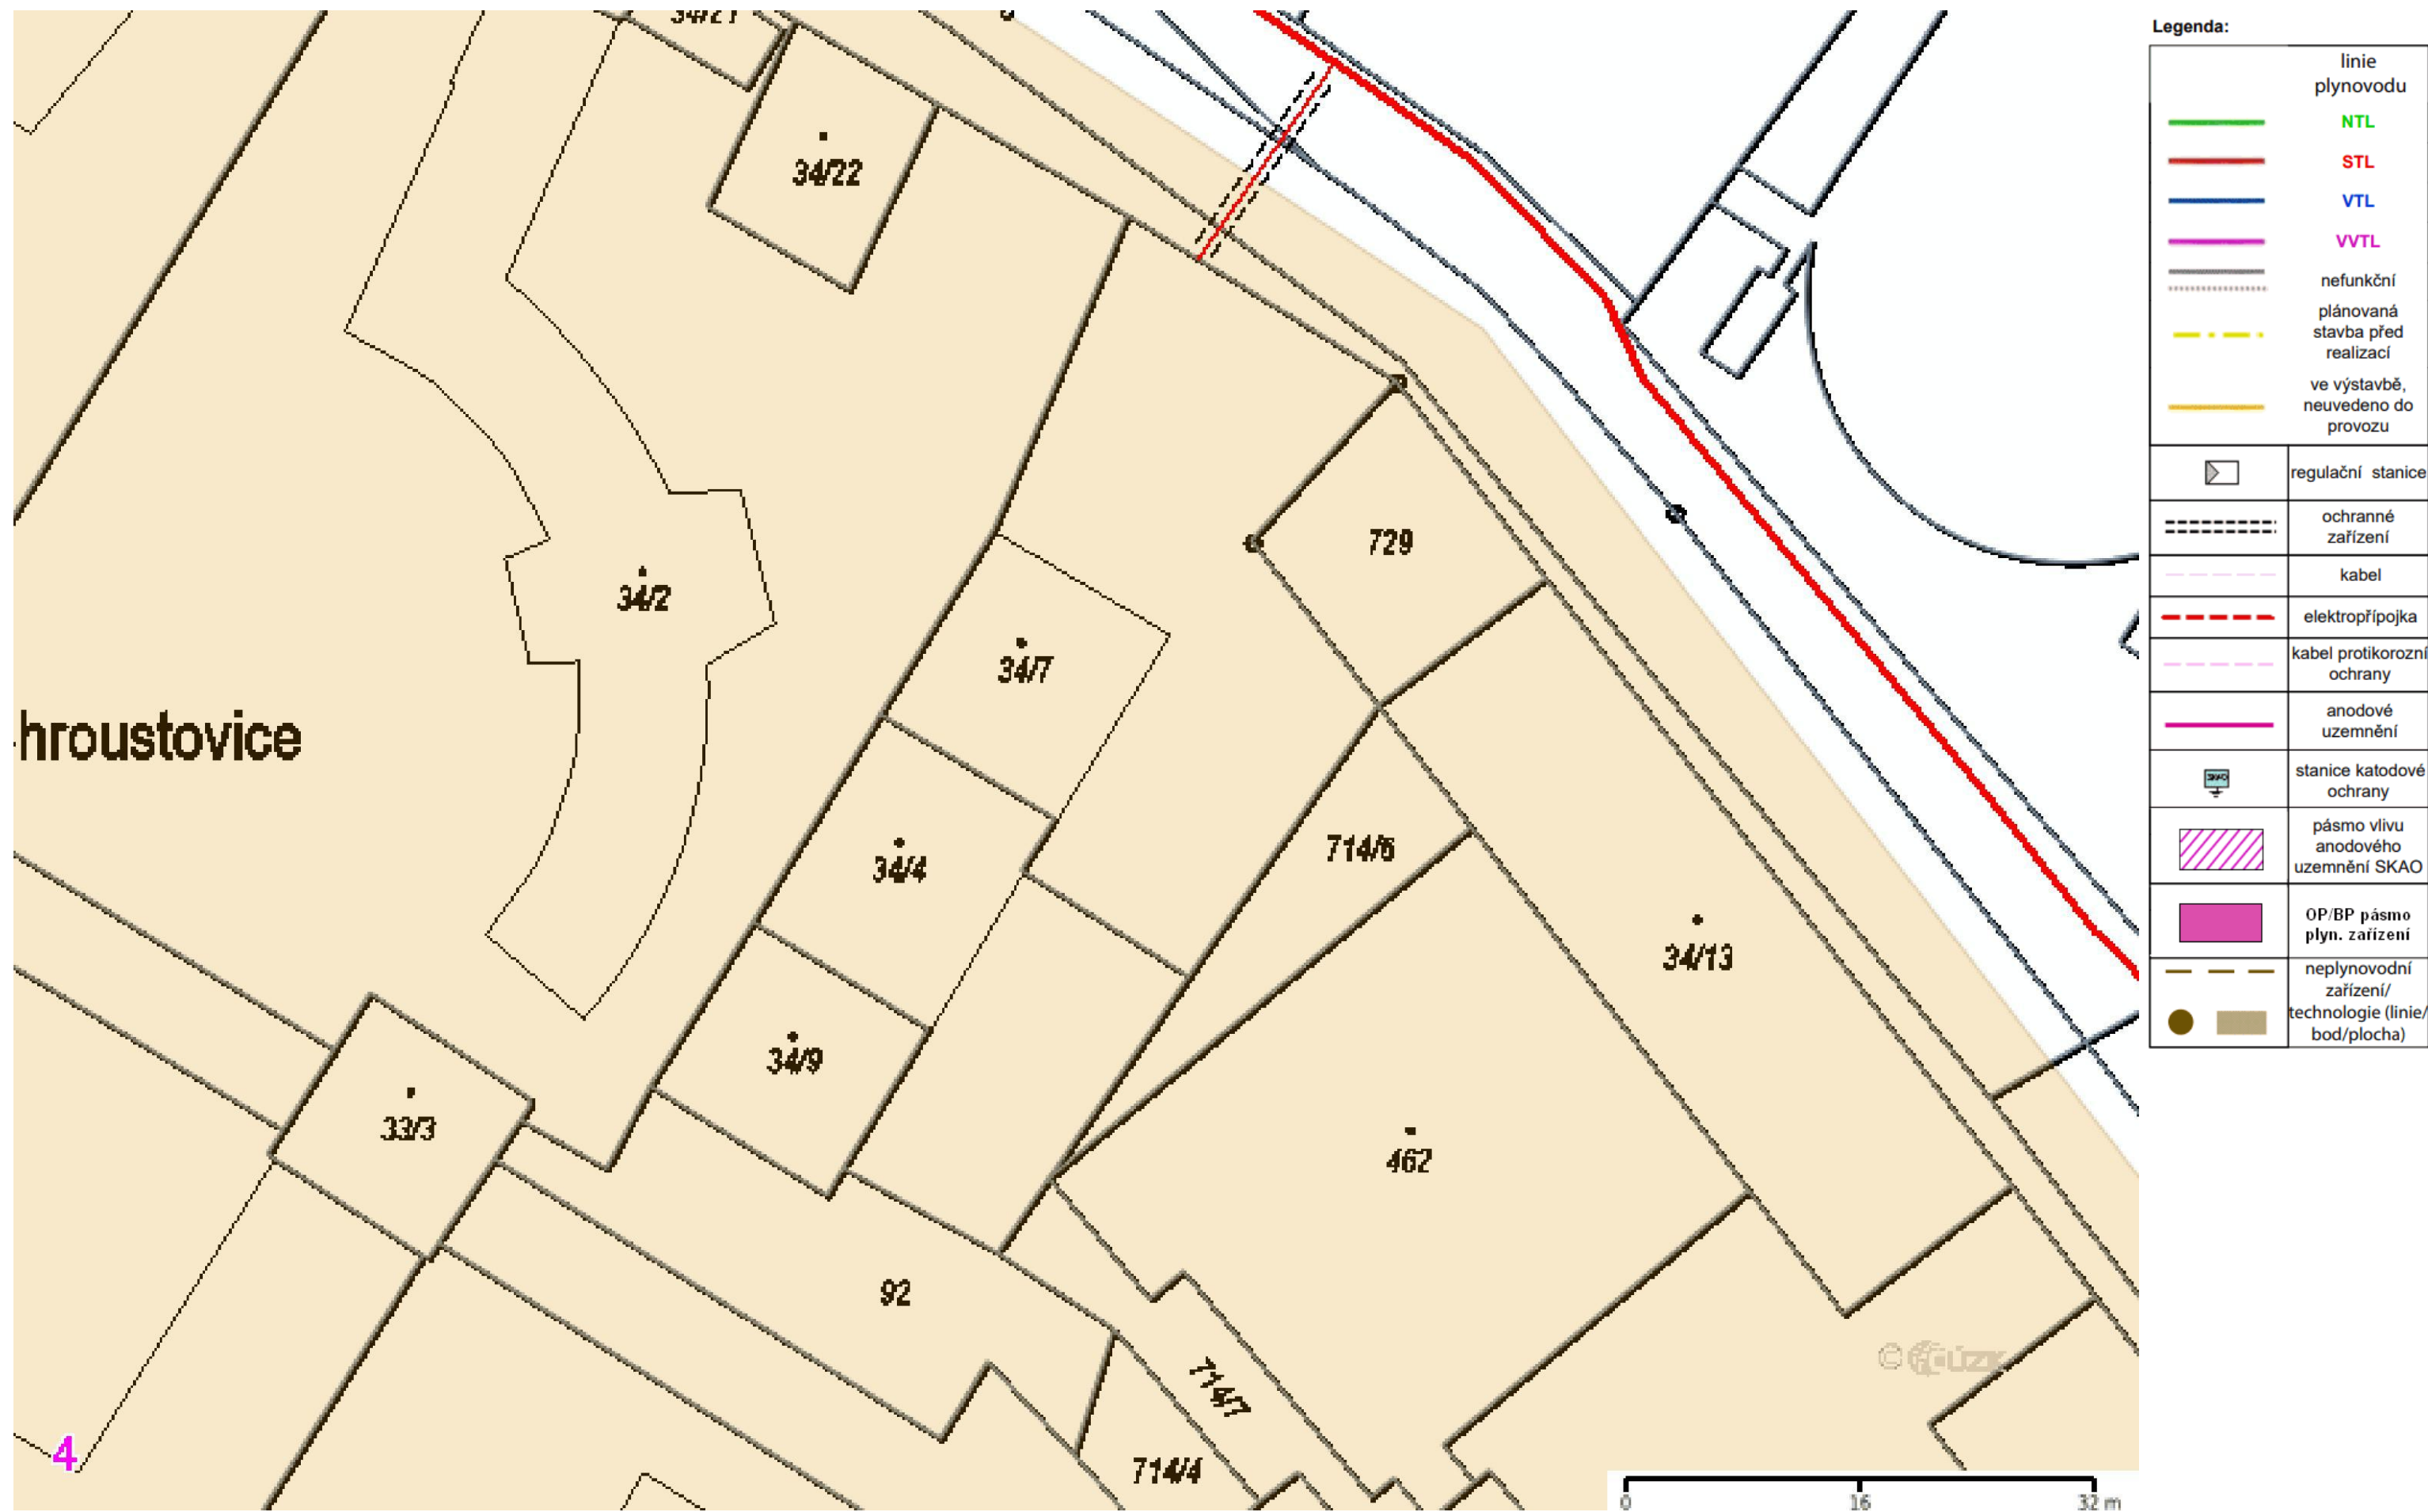 34/21
34/22
34/2
729
34/7
hroustovice
34/4
714/6
34/13
34/9
33/3
462
92
714/7
714/4
4
0
16
32 m
Legenda:
linie
plynovodu
NTL
STL
VTL
VVTL
nefunkční
plánovaná
stavba před
realizací
ve výstavbě,
neuvedeno do
provozu
regulační stanice
ochranné
zařízení
kabel
elektropřípojka
kabel protikorozní
ochrany
anodové
uzemnění
SKAO
stanice katodové
ochrany
pásmo vlivu
anodového
uzemnění SKAO
OP/BP pásmo
plyn. zařízení
neplynovodní
zařízení/
technologie (linie/
bod/plocha)